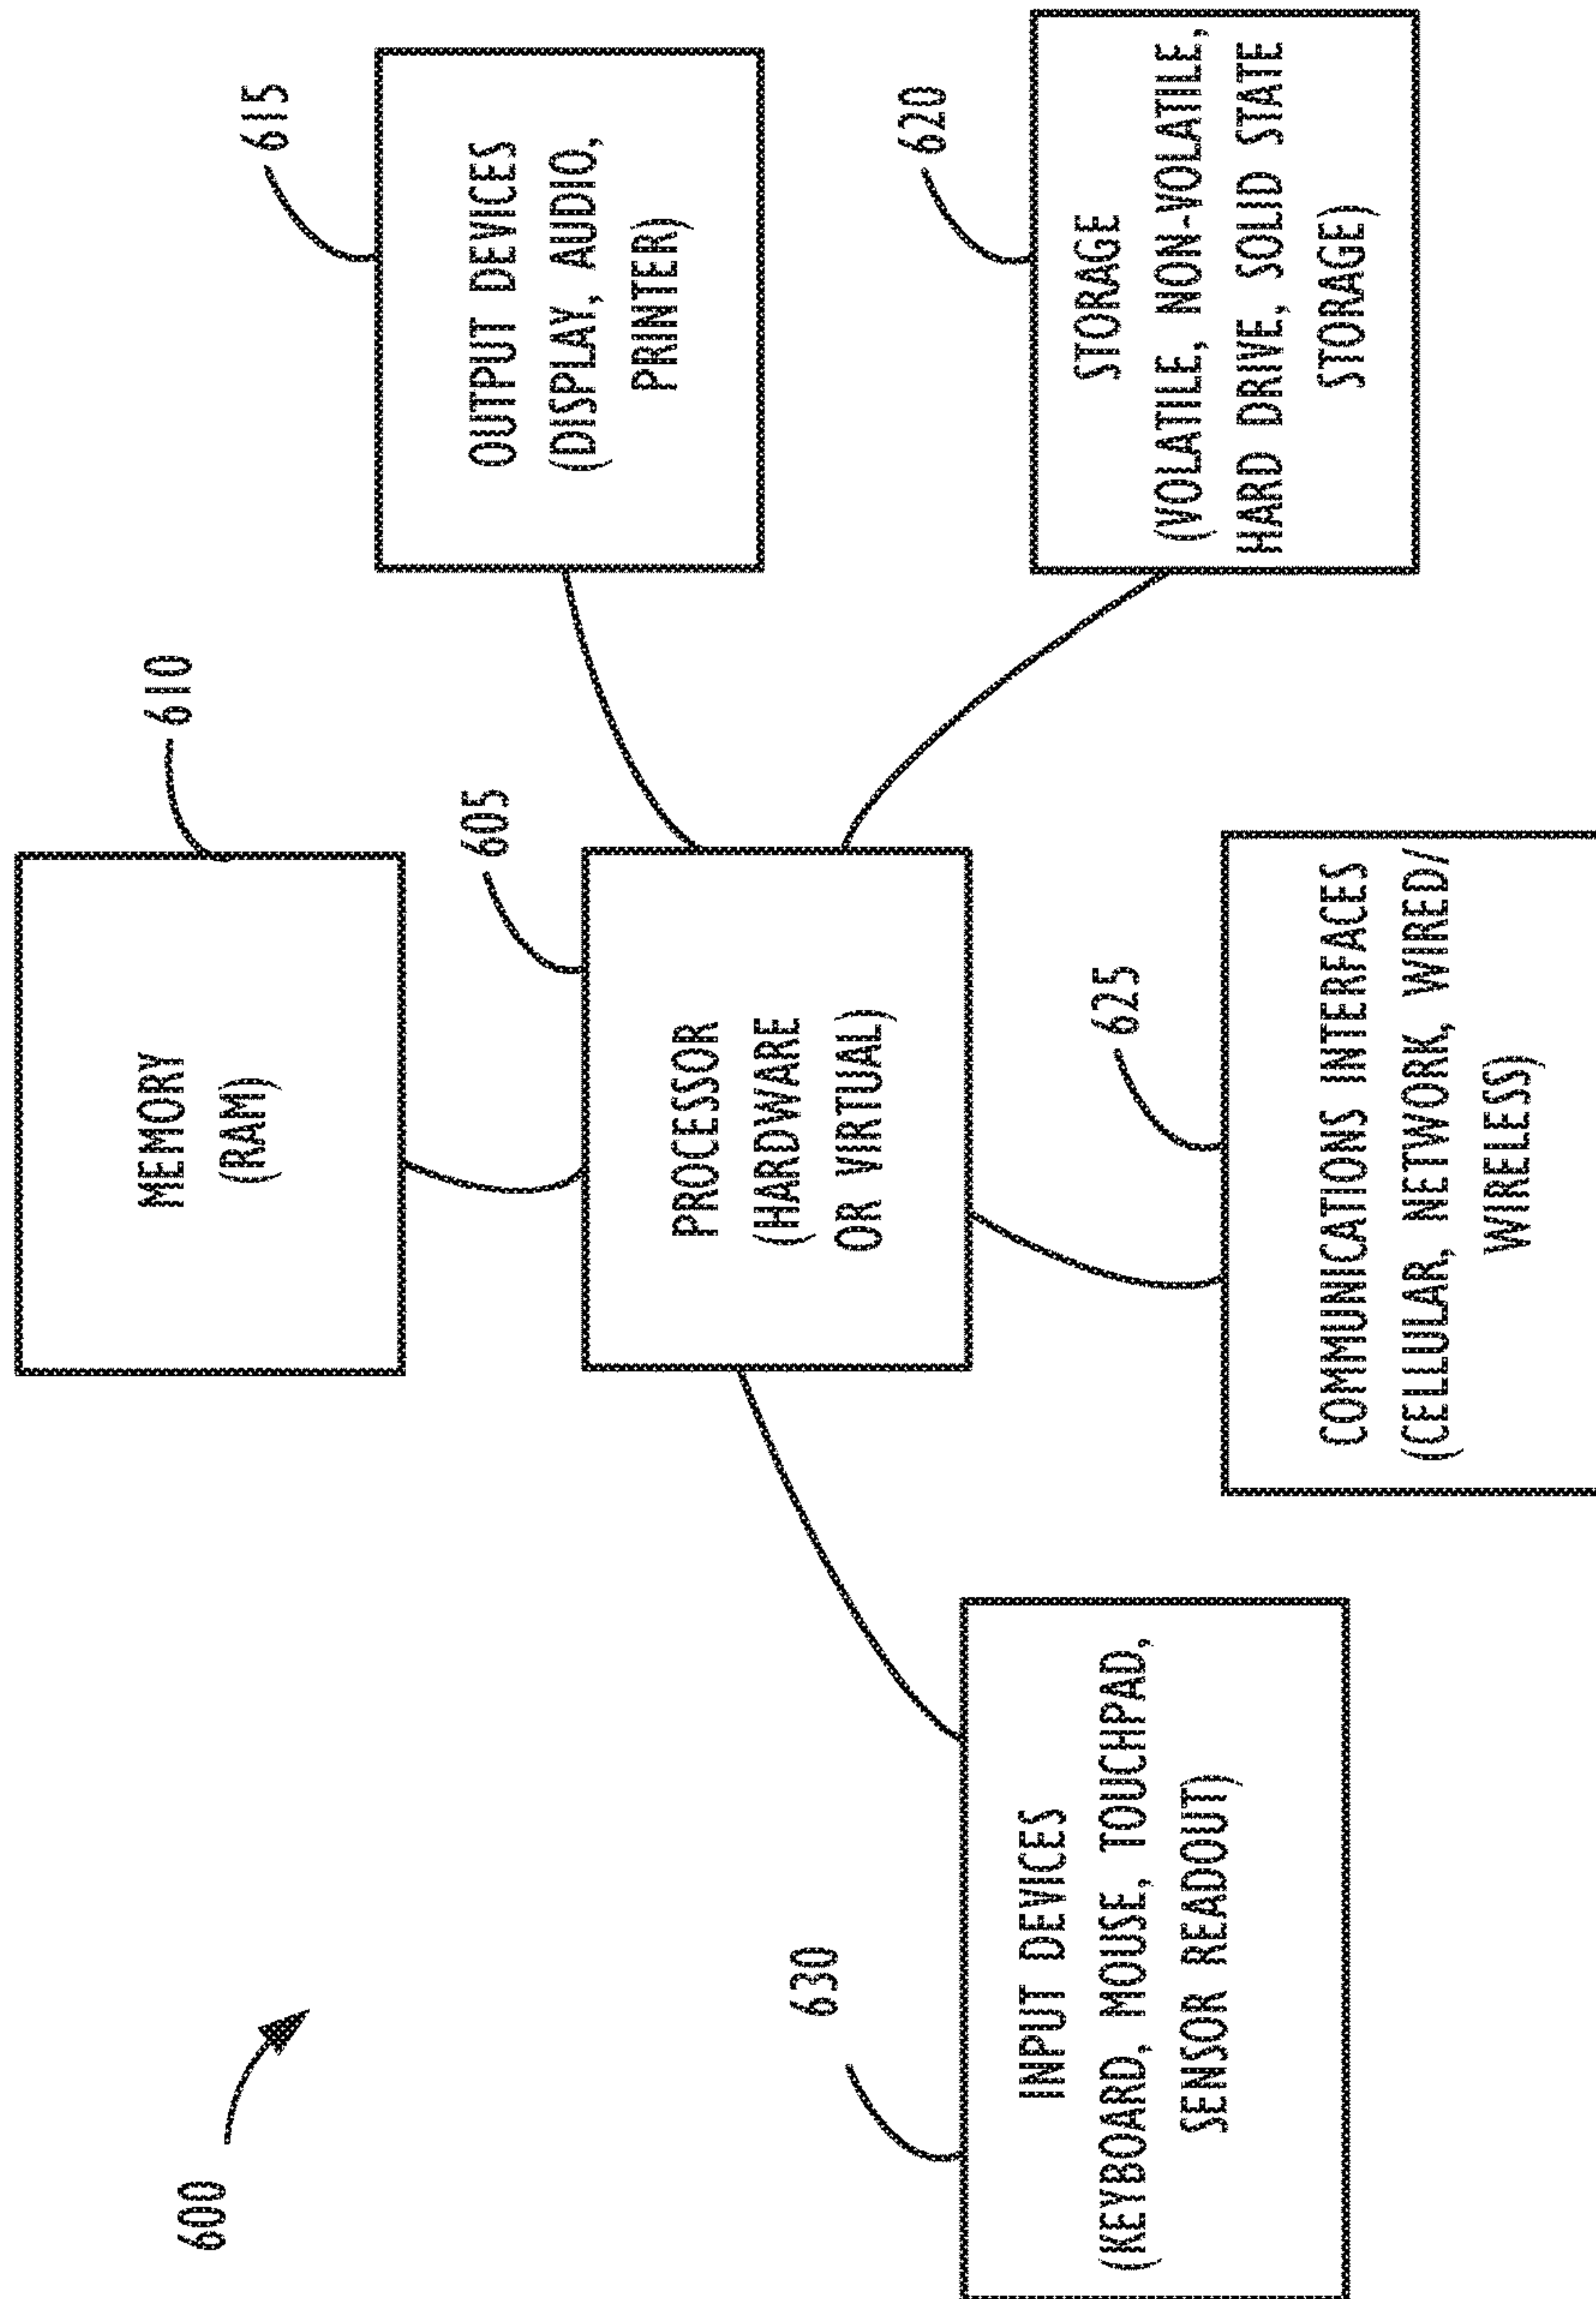 600
610
MEMORY
(RAM)
615
OUTPUT DEVICES
(DISPLAY, AUDIO,
PRINTER)
605
PROCESSOR
(HARDWARE
OR VIRTUAL)
630
INPUT DEVICES
(KEYBOARD, MOUSE, TOUCHPAD,
SENSOR READOUT)
625
COMMUNICATIONS INTERFACES
(CELLULAR, NETWORK, WIRED/
WIRELESS)
620
STORAGE
(VOLATILE, NON-VOLATILE,
HARD DRIVE, SOLID STATE
STORAGE)